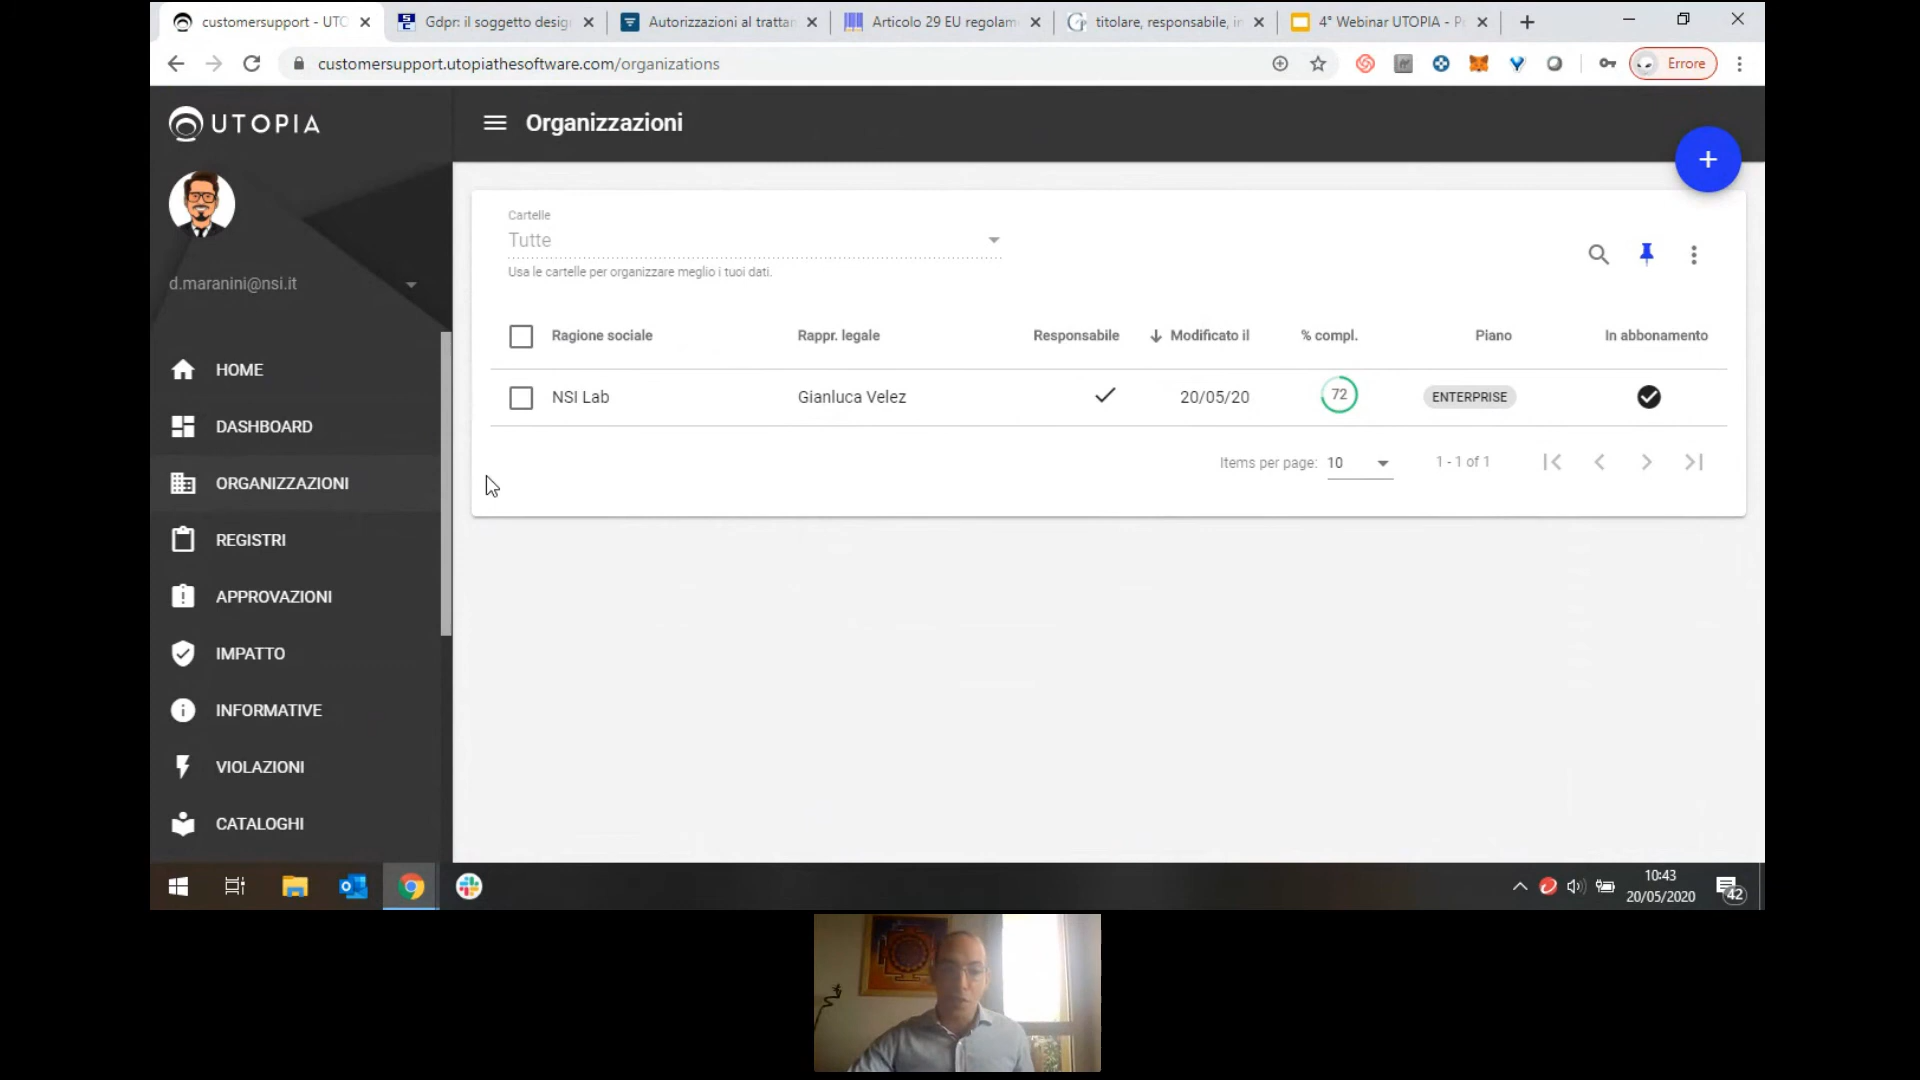 customersupport - UTO
Gdpr: il soggetto desig
Autorizzazioni al trattan
Articolo 29 EU regolam
titolare, responsabile, in
4° Webinar UTOPIA - P
customersupport.utopiathesoftware.com/organizations
Errore
UTOPIA
Organizzazioni
+
d.maranini@nsi.it
Cartelle
Tutte
Usa le cartelle per organizzare meglio i tuoi dati.
Ragione sociale Rappr. legale Responsabile Modificato il % compl. Piano In abbonamento
NSI Lab Gianluca Velez 20/05/20 72 ENTERPRISE
Items per page: 10 1 - 1 of 1
HOME
DASHBOARD
ORGANIZZAZIONI
REGISTRI
APPROVAZIONI
IMPATTO
INFORMATIVE
VIOLAZIONI
CATALOGHI
10:43
20/05/2020
42